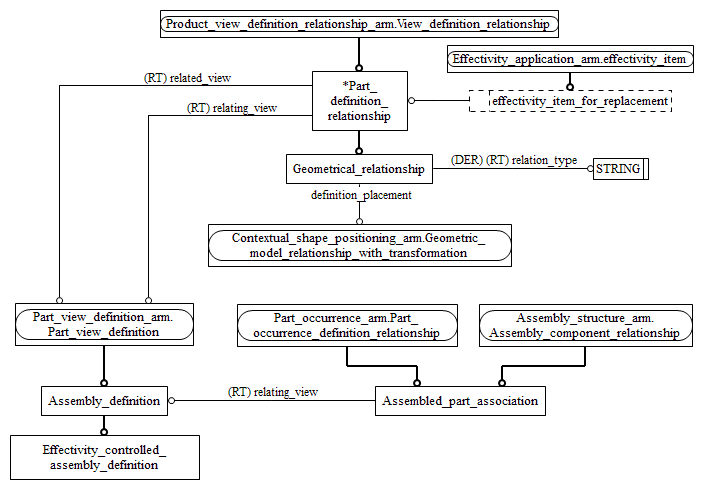 Product_view_definition_relationship_arm.View_definition_relationship
Effectivity_application_arm.effectivity_item
(RT) related_view
*Part_
definition_
relationship
effectivity_item_for_replacement
(RT) relating_view
Geometrical_relationship
(DER) (RT) relation_type
STRING
definition_placement
Contextual_shape_positioning_arm.Geometric_
model_relationship_with_transformation
Part_view_definition_arm.
Part_view_definition
Part_occurrence_arm.Part_
occurrence_definition_relationship
Assembly_structure_arm.
Assembly_component_relationship
Assembly_definition
(RT) relating_view
Assembled_part_association
Effectivity_controlled_
assembly_definition